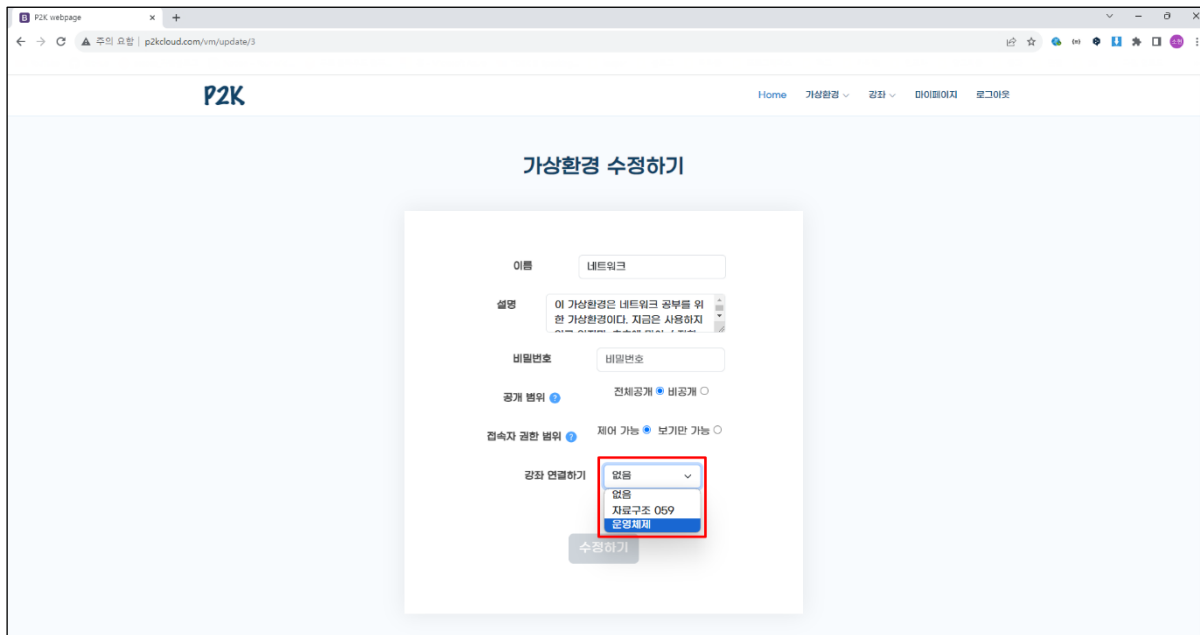 P2K webpage
주의 요함 | p2kcloud.com/vm/update/3
P2K
Home 가상환경 강좌 마이페이지 로그아웃
가상환경 수정하기
이름 네트워크
설명 이 가상환경은 네트워크 공부를 위
한 가상환경이다. 지금은 사용하지
비밀번호 비밀번호
공개 범위 ? 전체공개 비공개
접속자 권한 범위 ? 제어 가능 보기만 가능
강좌 연결하기 없음
없음
자료구조 059
운영체제
수정하기